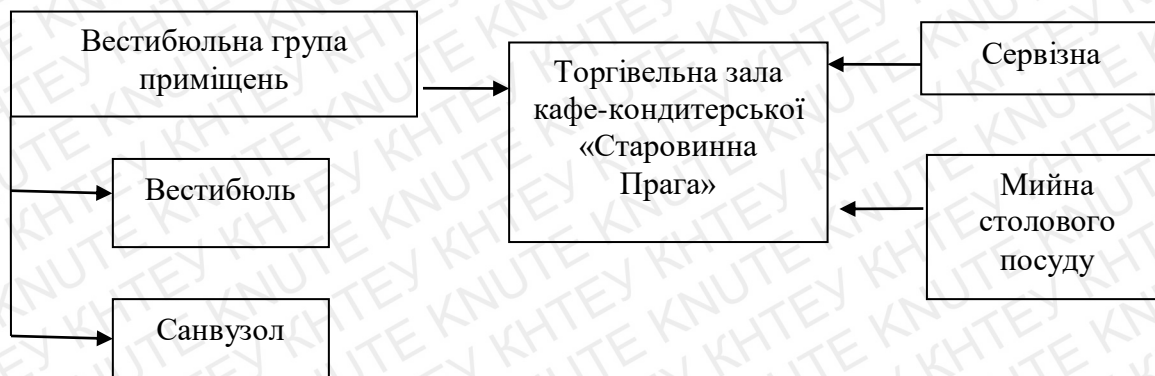 Вестибюльна група
приміщень
Торгівельна зала
кафе-кондитерської
«Старовинна
Прага»
Сервізна
Вестибюль
Мийна
столового
посуду
Санвузол